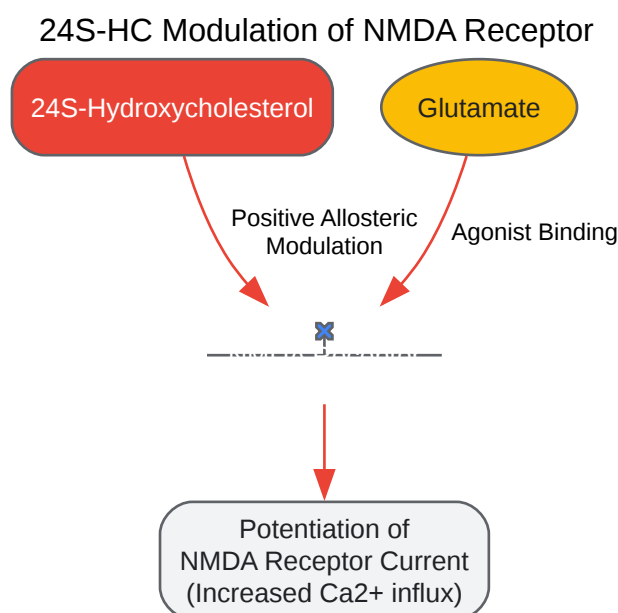 24S-HC Modulation of NMDA Receptor
24S-Hydroxycholesterol
Glutamate
Positive Allosteric
Modulation
Agonist Binding
Potentiation of
NMDA Receptor Current
(Increased Ca2+ influx)